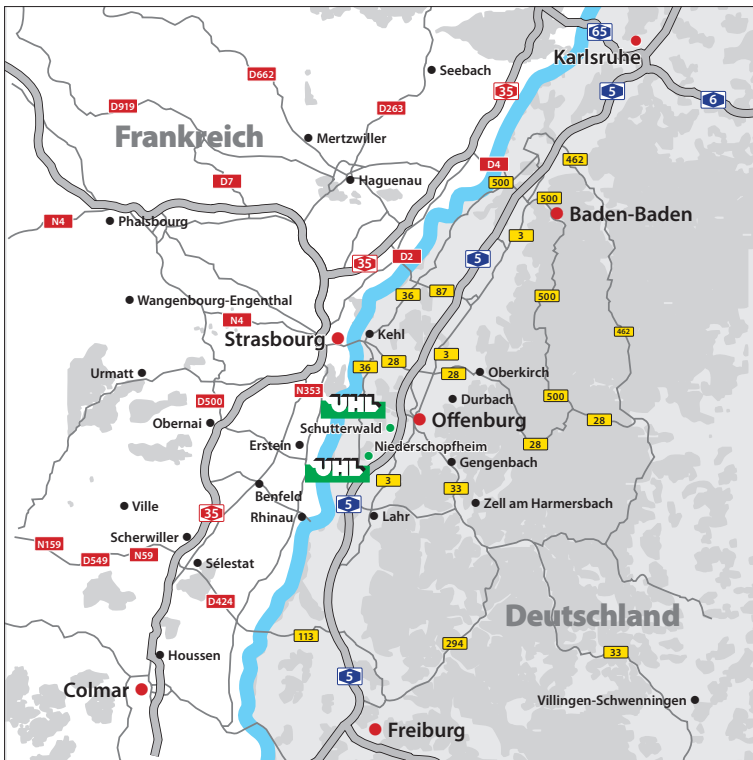 65
Karlsruhe
D662
Seebach
35
5
6
D919
D263
Frankreich
Mertzwiller
D4
462
D7
Haguenau
500
500
N4
Phalsbourg
Baden-Baden
3
D2
35
5
36
87
500
Wangenbourg-Engenthal
N4
Strasbourg
Kehl
462
3
36
28
28
Oberkirch
Urmatt
N353
D500
UHL
Durbach
500
Obernai
Schutterwald
Offenburg
28
Erstein
Niederschopfheim
28
UHL
Gengenbach
3
33
Benfeld
Ville
35
5
Zell am Harmersbach
Rhinau
Lahr
Scherwiller
N159
D549
N59
Sélestat
D424
Deutschland
113
294
33
Houssen
5
Colmar
Villingen-Schwenningen
Freiburg